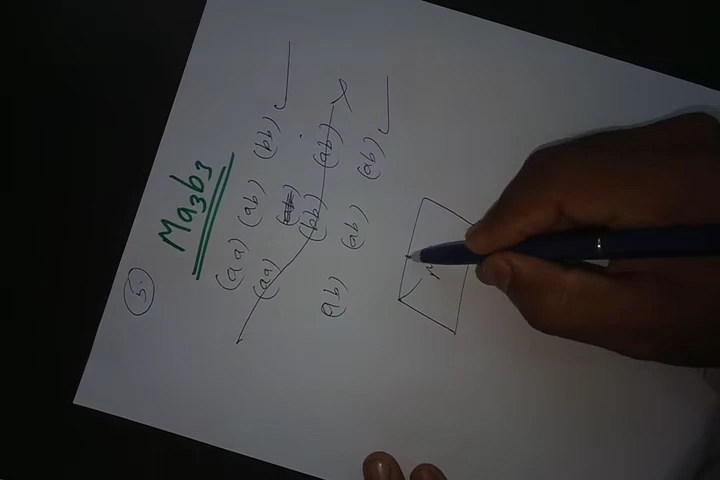 5.
Ma₃b₃
(aa) (ab) (bb) ✓
(aa) (bb) (ab) ✗
(ab) (ab) (ab) ✓